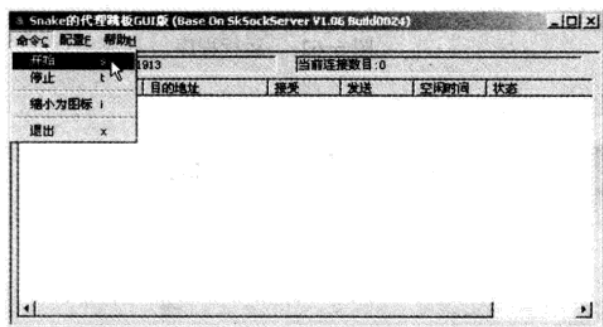 Snake的代理跳板GUI版 (Base On SkSockServer V1.06 Build0024)
命令C 配置F 帮助H
开始 s
1913 当前连接数目:0
停止 t
目的地址 接受 发送 空闲时间 状态
缩小为图标 i
退出 x